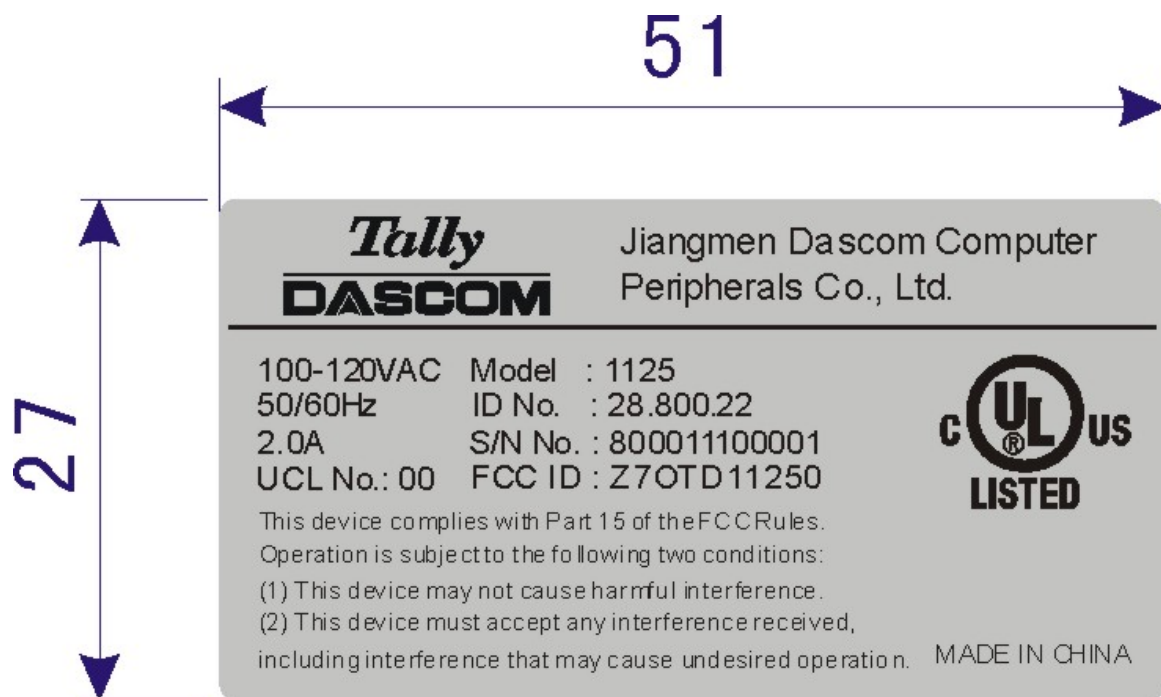 51
27
Tally
DASCOM
Jiangmen Dascom Computer
Peripherals Co., Ltd.
100-120VAC Model : 1125
50/60Hz ID No. : 28.800.22
2.0A S/N No. : 800011100001
UCL No.: 00 FCC ID : Z7OTD11250
C UL ® US
LISTED
This device complies with Part 15 of the FCC Rules.
Operation is subject to the following two conditions:
(1) This device may not cause harmful interference.
(2) This device must accept any interference received,
including interference that may cause undesired operation.
MADE IN CHINA